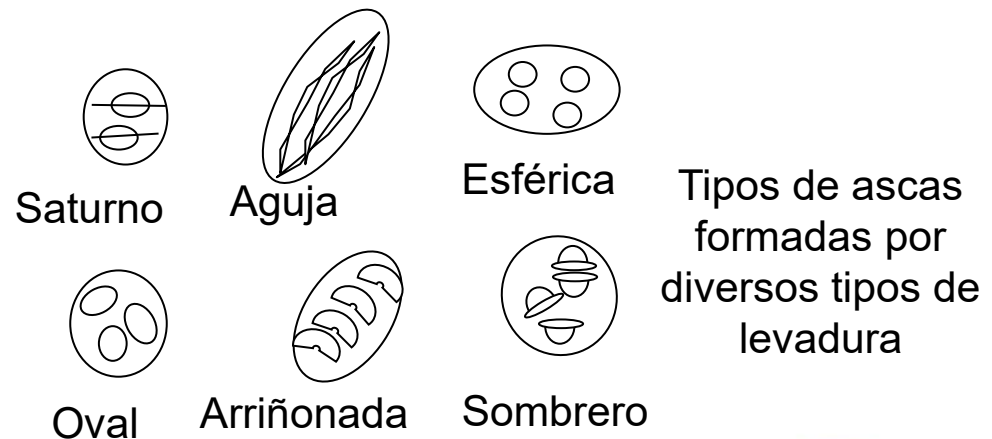 Saturno
Aguja
Esférica
Tipos de ascas
formadas por
diversos tipos de
levadura
Oval
Arriñonada
Sombrero